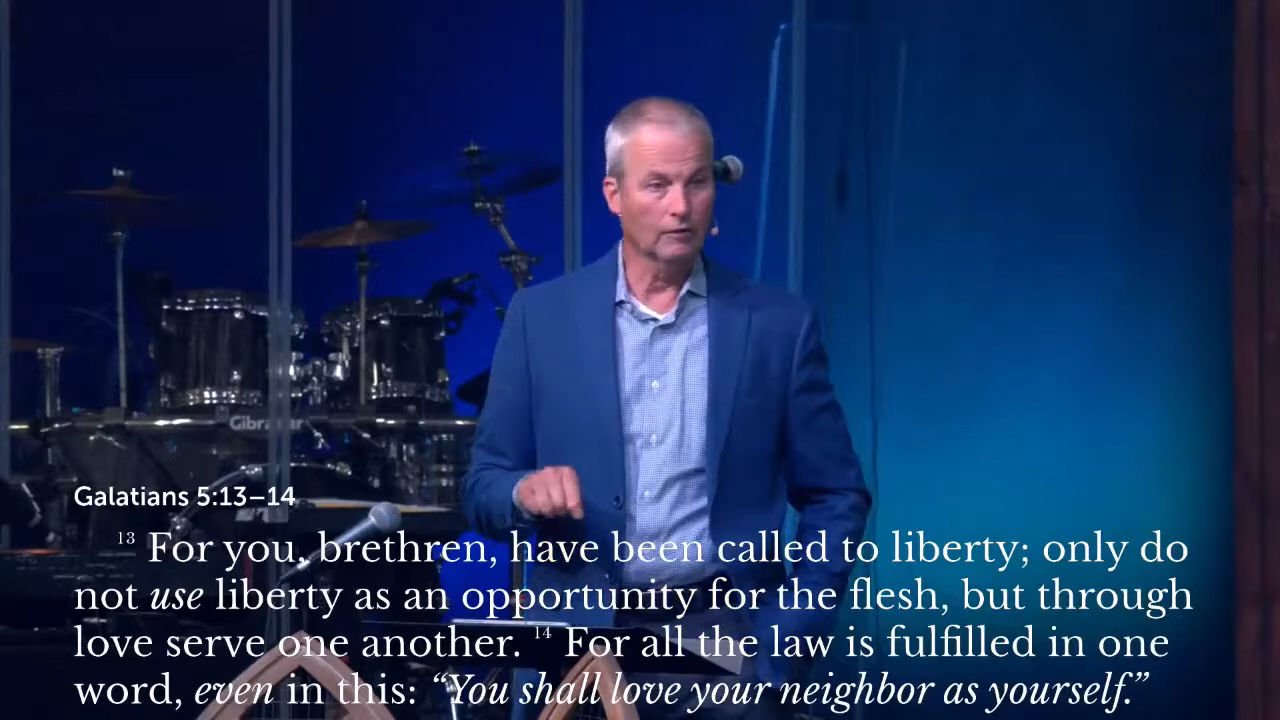 Gibraltar
Galatians 5:13–14
13 For you, brethren, have been called to liberty; only do
not use liberty as an opportunity for the flesh, but through
love serve one another. 14 For all the law is fulfilled in one
word, even in this: “You shall love your neighbor as yourself.”